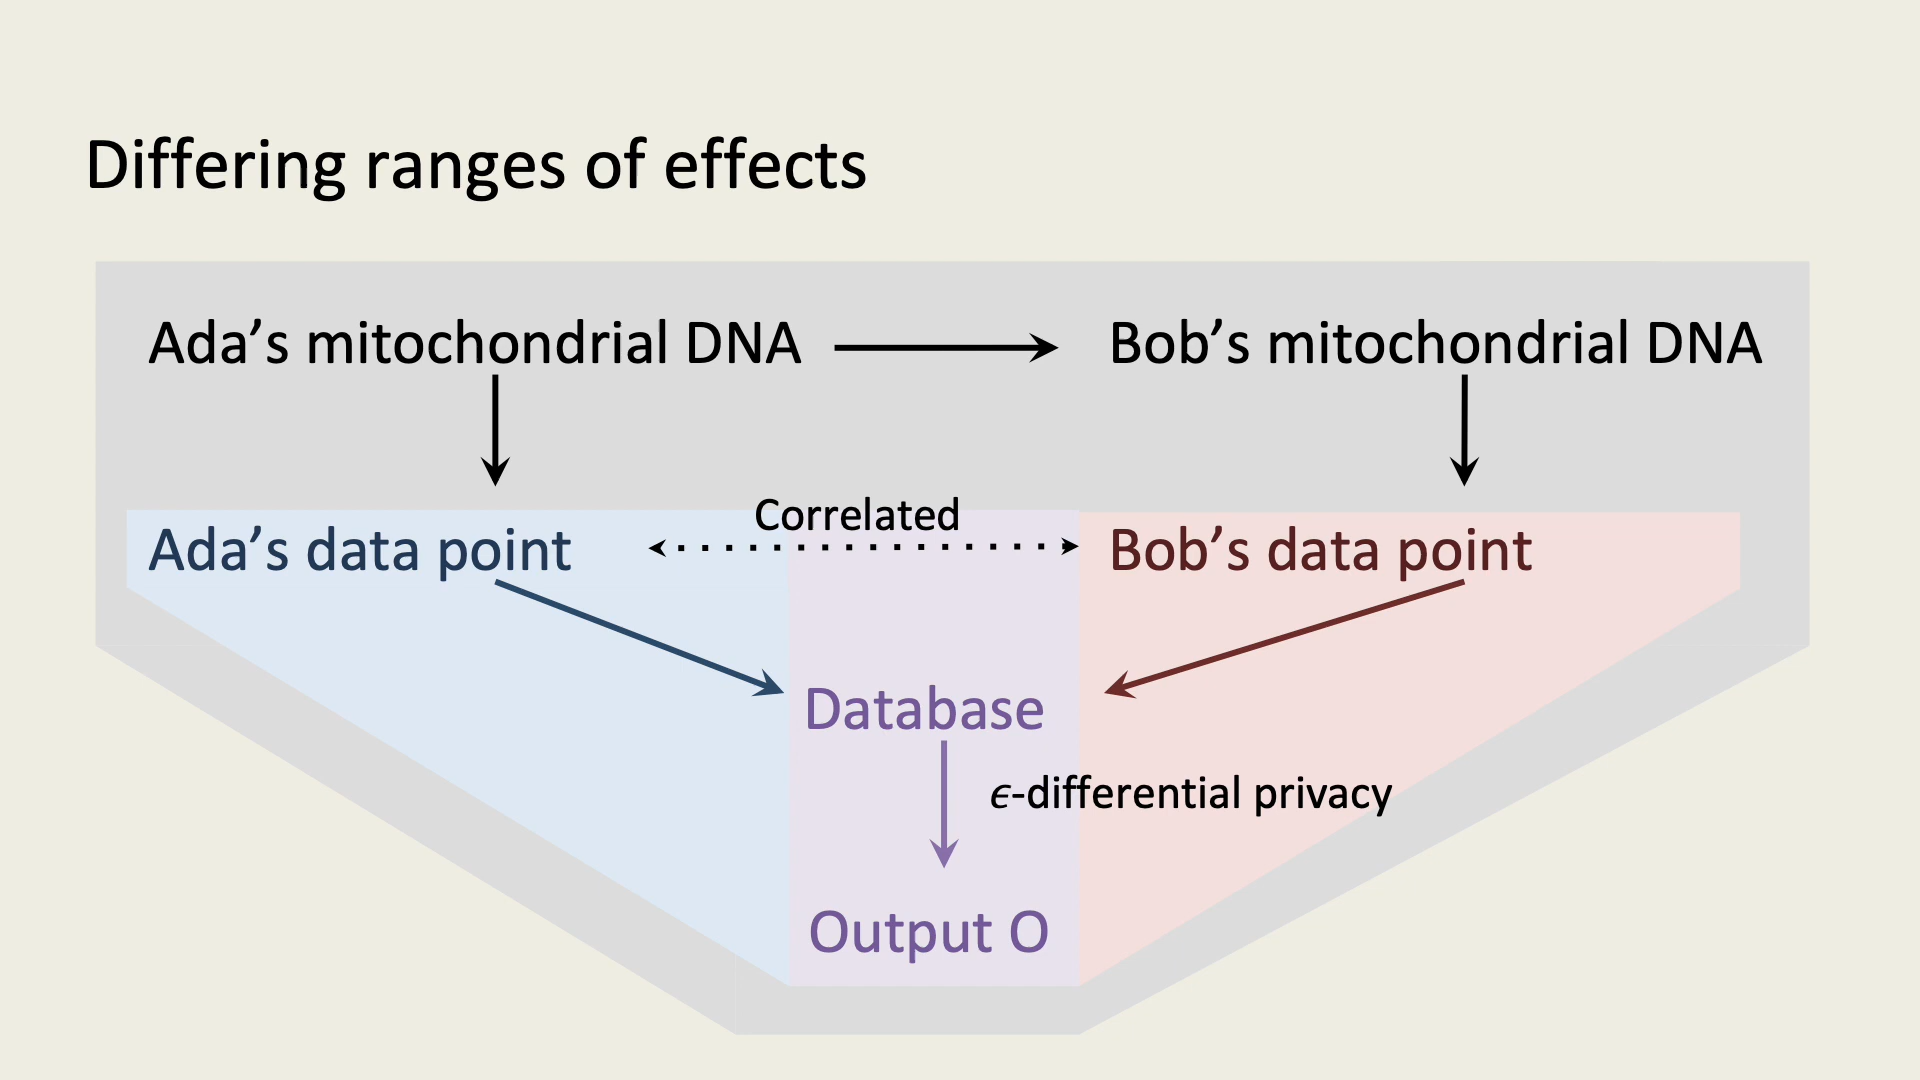 Differing ranges of effects
Ada’s mitochondrial DNA
Bob’s mitochondrial DNA
Correlated
Ada’s data point
Bob’s data point
Database
ϵ-differential privacy
Output O